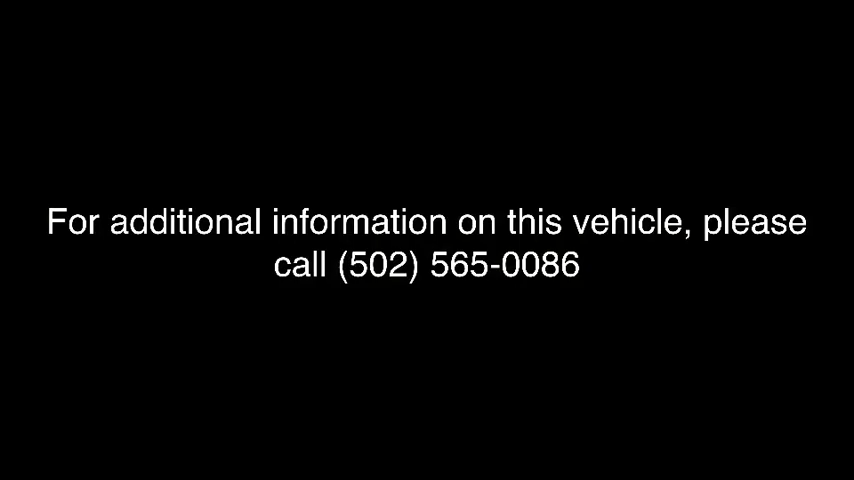 For additional information on this vehicle, please
call (502) 565-0086